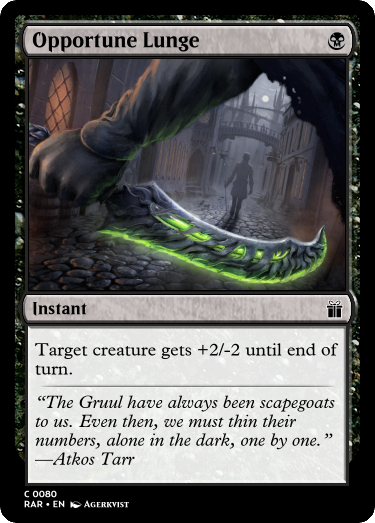 Opportune Lunge
Instant
Target creature gets +2/-2 until end of
turn.
“The Gruul have always been scapegoats
to us. Even then, we must thin their
numbers, alone in the dark, one by one.”
—Atkos Tarr
C 0080
RAR • EN Agerkvist